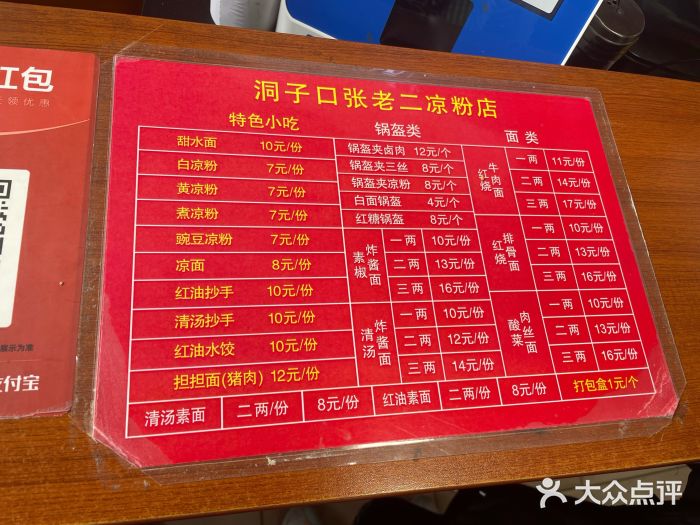 红包
领优惠
展示为准
支付宝
洞子口张老二凉粉店
特色小吃
甜水面 10元/份
白凉粉 7元/份
黄凉粉 7元/份
煮凉粉 7元/份
豌豆凉粉 7元/份
凉面 8元/份
红油抄手 10元/份
清汤抄手 10元/份
红油水饺 10元/份
担担面(猪肉) 12元/份
锅盔类
锅盔夹卤肉 12元/个
锅盔夹三丝 8元/个
锅盔夹凉粉 8元/个
白面锅盔 4元/个
红糖锅盔 8元/个
素椒炸酱面
一两 10元/份
二两 13元/份
三两 16元/份
清汤炸酱面
一两 10元/份
二两 12元/份
三两 14元/份
面类
红烧牛肉面
一两 11元/份
二两 14元/份
三两 17元/份
红烧排骨面
一两 10元/份
二两 13元/份
三两 16元/份
酸菜肉丝面
一两 10元/份
二两 13元/份
三两 16元/份
清汤素面 二两/份 8元/份 红油素面 二两/份 8元/份 打包盒1元/个
大众点评